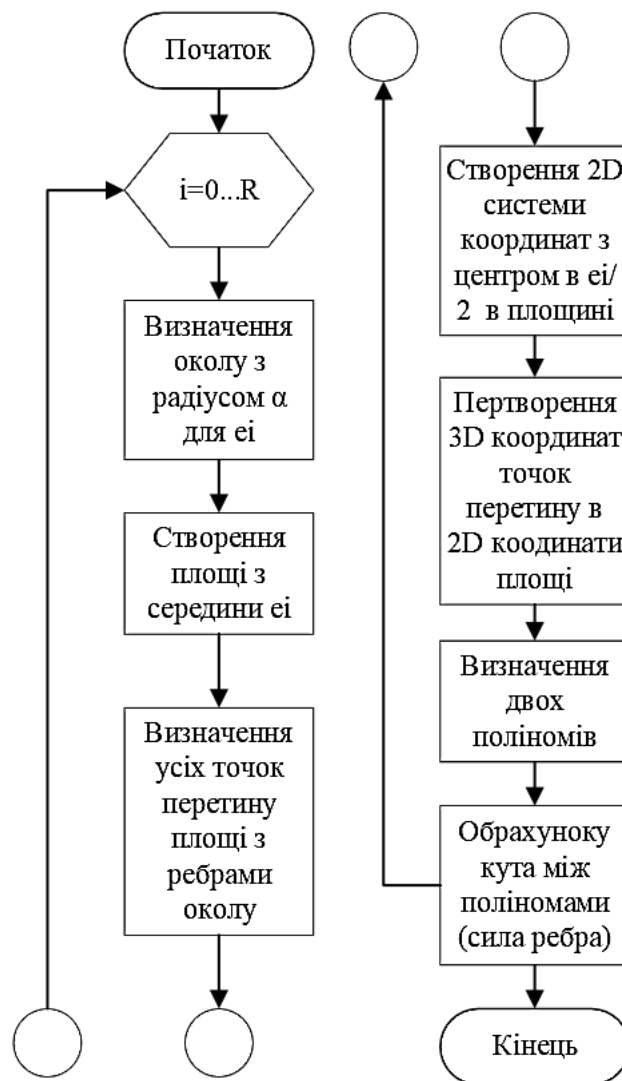 Початок
i=0...R
Визначення
околу з
радіусом α
для ei
Створення
площі з
середини ei
Визначення
усіх точок
перетину
площі з
ребрами
околу
Створення 2D
системи
координат з
центром в ei/
2 в площині
Пертворення
3D координат
точок
перетину в
2D коодинати
площі
Визначення
двох
поліномів
Обрахуноку
кута між
поліномами
(сила ребра)
Кінець